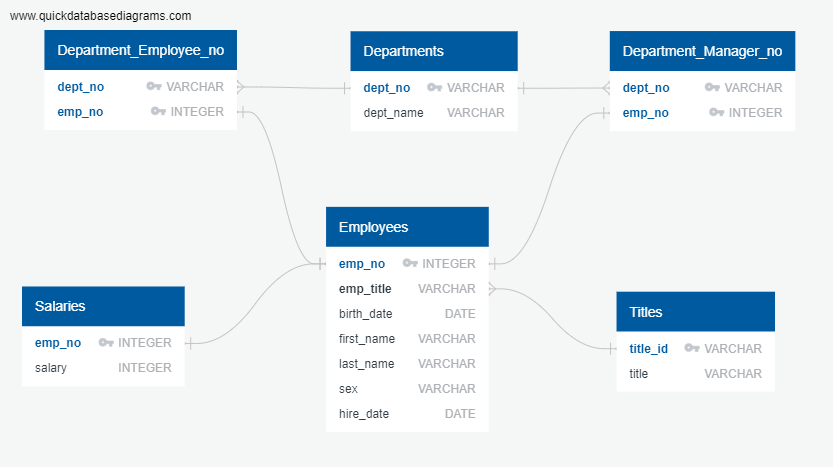 www.quickdatabasediagrams.com
Department_Employee_no
dept_no VARCHAR
emp_no INTEGER
Departments
dept_no VARCHAR
dept_name VARCHAR
Department_Manager_no
dept_no VARCHAR
emp_no INTEGER
Employees
emp_no INTEGER
emp_title VARCHAR
birth_date DATE
first_name VARCHAR
last_name VARCHAR
sex VARCHAR
hire_date DATE
Salaries
emp_no INTEGER
salary INTEGER
Titles
title_id VARCHAR
title VARCHAR